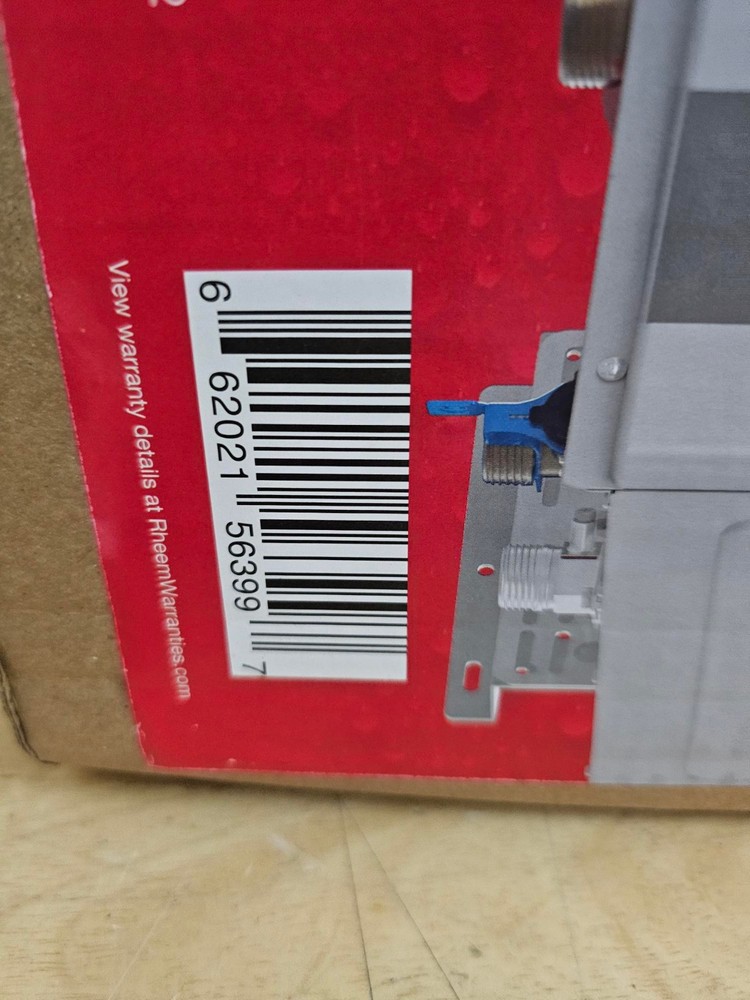 View warranty details at RheemWarranties.com
6 62021 56399 7